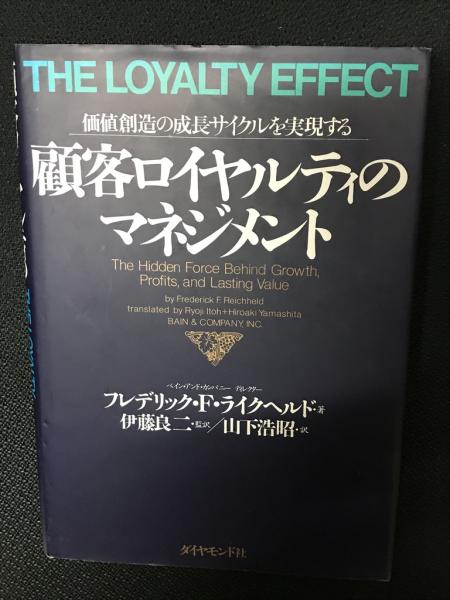 THE LOYALTY EFFECT
価値創造の成長サイクルを実現する
顧客ロイヤルティの
マネジメント
The Hidden Force Behind Growth,
Profits, and Lasting Value
by Frederick F. Reichheld
translated by Ryoji Itoh+Hiroaki Yamashita
BAIN & COMPANY, INC.
ベイン・アンド・カンパニー ディレクター
フレデリック・F・ライクヘルド・著
伊藤良二・監訳/山下浩昭・訳
ダイヤモンド社